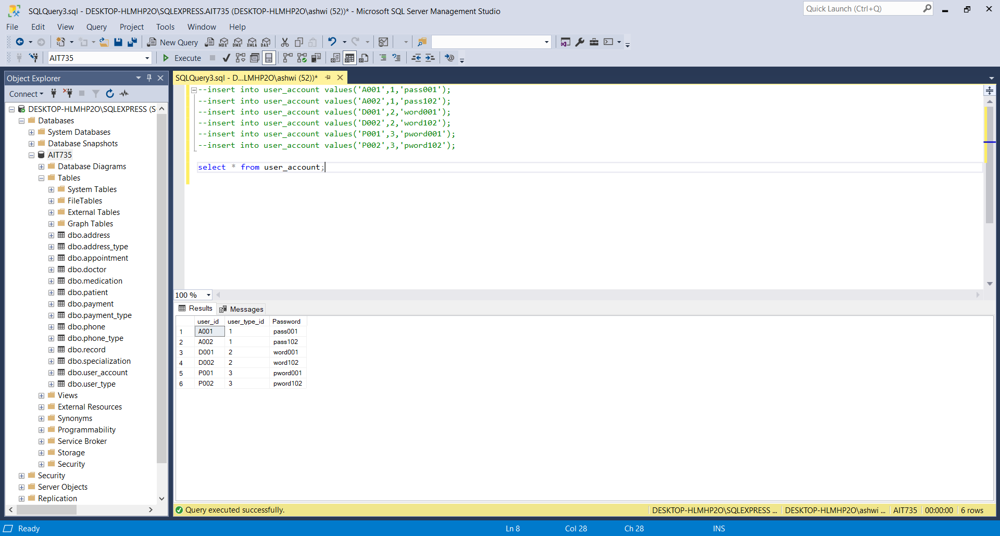 SQLQuery3.sql - DESKTOP-HLMHP2O\SQLEXPRESS.AIT735 (DESKTOP-HLMHP2O\ashwi (52))* - Microsoft SQL Server Management Studio
Quick Launch (Ctrl+Q)
File Edit View Query Project Tools Window Help
New Query MDX DMX XMLA DAX
AIT735 Execute
Object Explorer
Connect
DESKTOP-HLMHP2O\SQLEXPRESS (S
Databases
System Databases
Database Snapshots
AIT735
Database Diagrams
Tables
System Tables
FileTables
External Tables
Graph Tables
dbo.address
dbo.address_type
dbo.appointment
dbo.doctor
dbo.medication
dbo.patient
dbo.payment
dbo.payment_type
dbo.phone
dbo.phone_type
dbo.record
dbo.specialization
dbo.user_account
dbo.user_type
Views
External Resources
Synonyms
Programmability
Service Broker
Storage
Security
Security
Server Objects
Replication
SQLQuery3.sql - D...LMHP2O\ashwi (52))*
--insert into user_account values('A001',1,'pass001');
--insert into user_account values('A002',1,'pass102');
--insert into user_account values('D001',2,'word001');
--insert into user_account values('D002',2,'word102');
--insert into user_account values('P001',3,'pword001');
--insert into user_account values('P002',3,'pword102');
select * from user_account;
100 %
Results Messages
user_id user_type_id Password
1 A001 1 pass001
2 A002 1 pass102
3 D001 2 word001
4 D002 2 word102
5 P001 3 pword001
6 P002 3 pword102
Query executed successfully. DESKTOP-HLMHP2O\SQLEXPRESS ... DESKTOP-HLMHP2O\ashwi ... AIT735 00:00:00 6 rows
Ready Ln 8 Col 28 Ch 28 INS